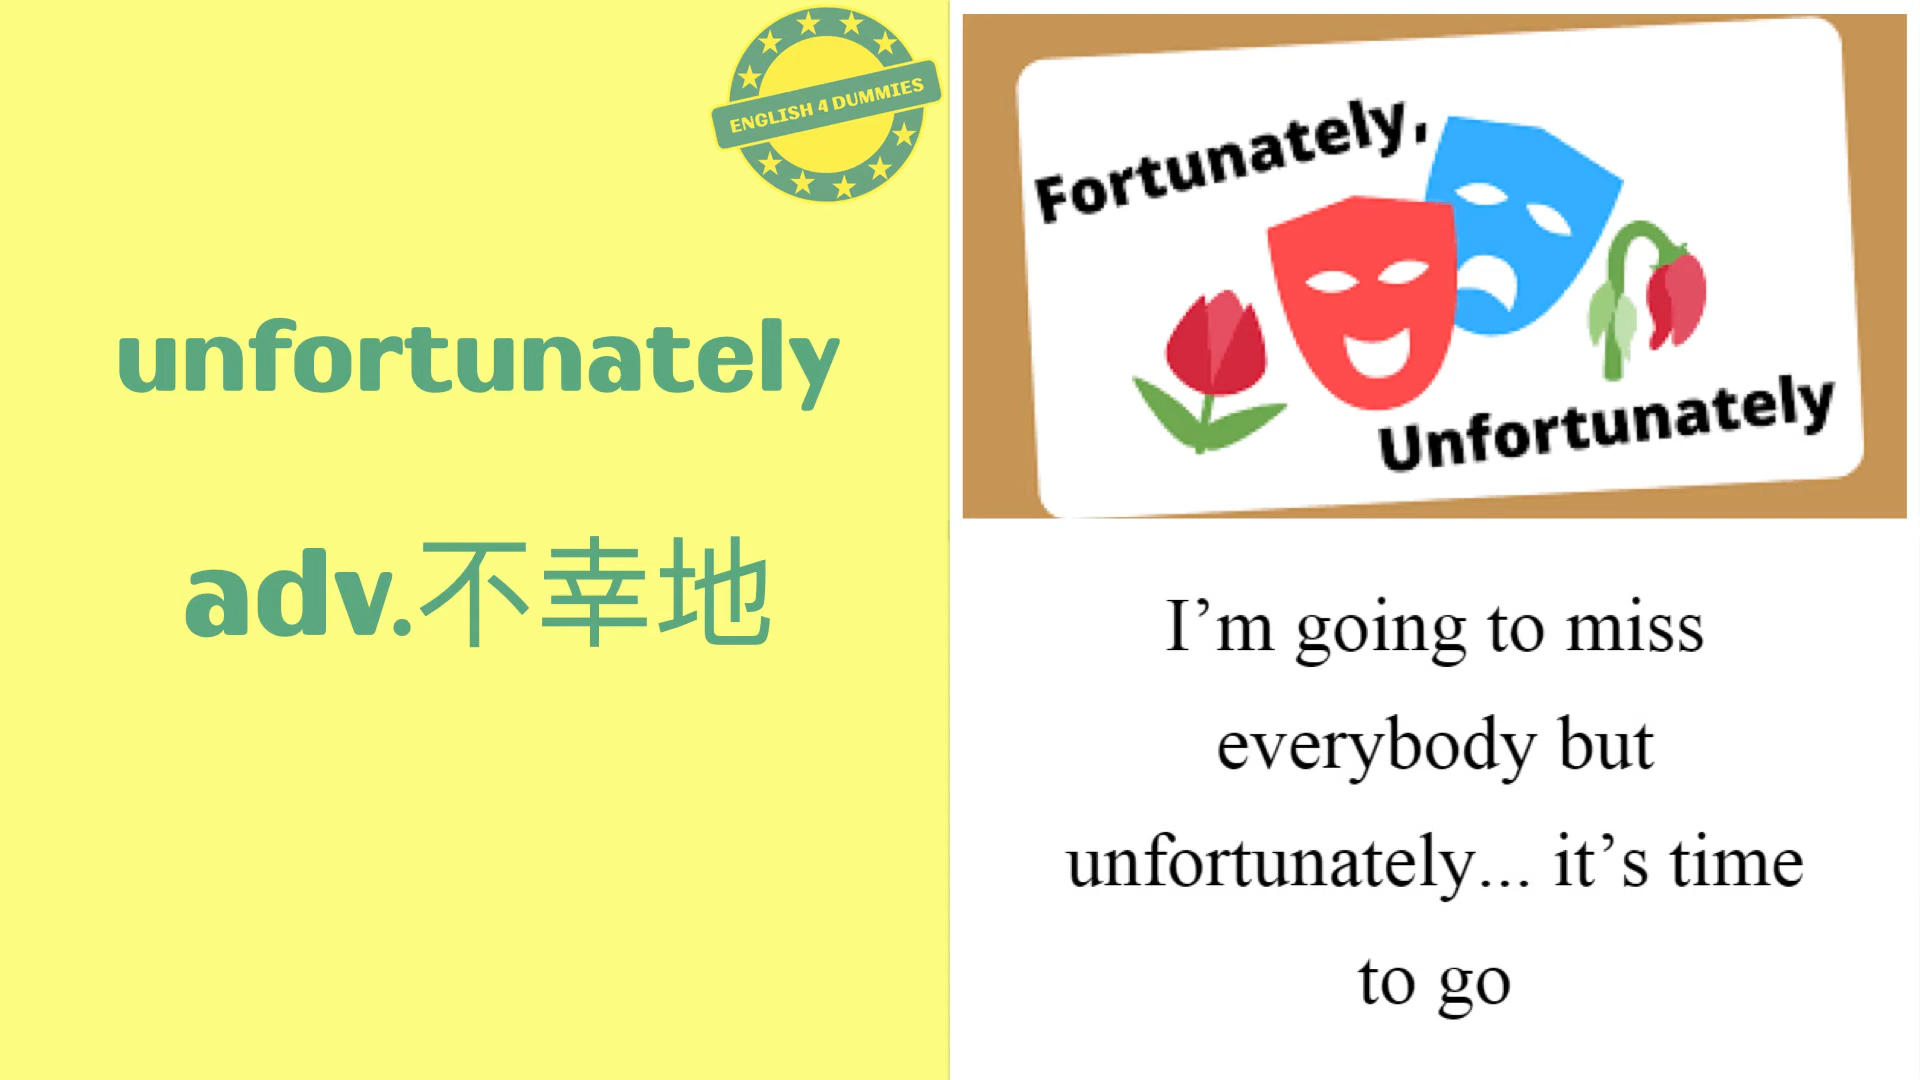 ENGLISH 4 DUMMIES
unfortunately
adv.不幸地
Fortunately,
Unfortunately
I’m going to miss
everybody but
unfortunately... it’s time
to go